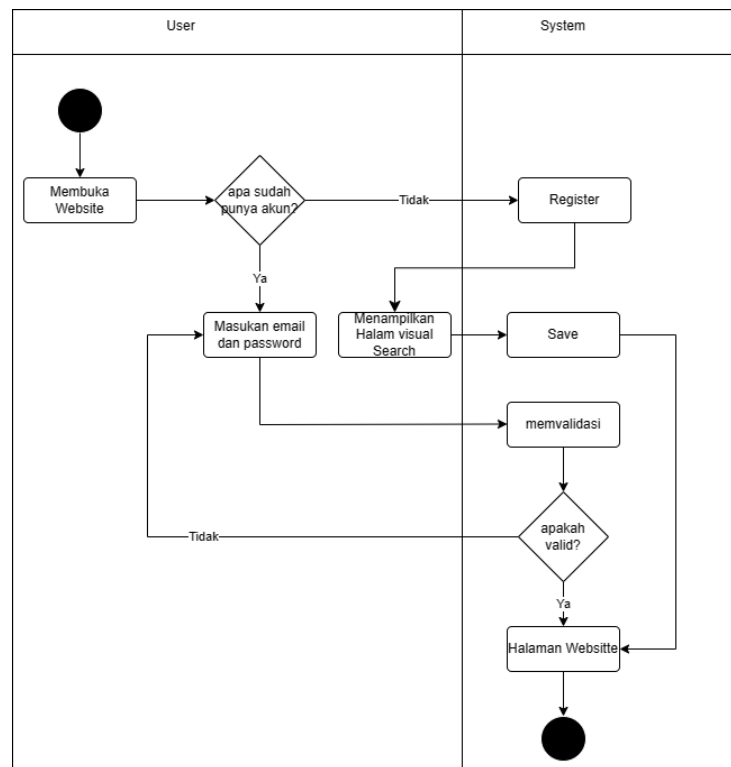 User
System
Membuka
Website
apa sudah
punya akun?
Tidak
Register
Ya
Masukan email
dan password
Menampilkan
Halam visual
Search
Save
memvalidasi
Tidak
apakah
valid?
Ya
Halaman Websitte